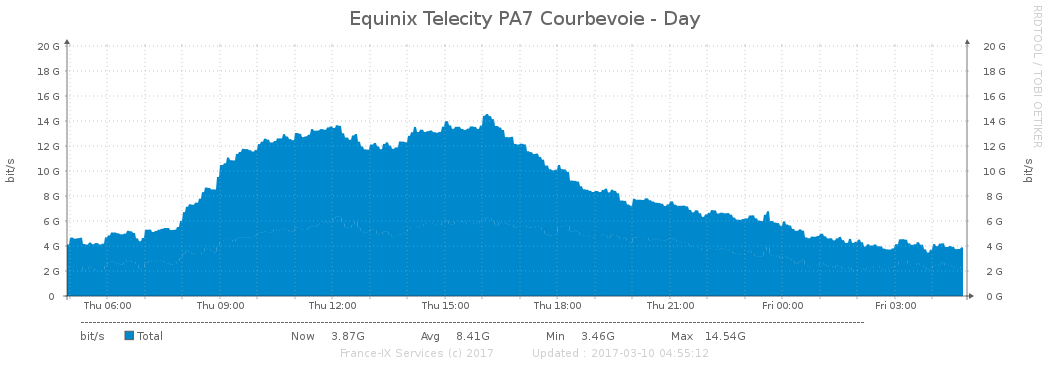 Equinix Telecity PA7 Courbevoie - Day
RRDTOOL / TOBI OETIKER
20 G 20 G
18 G 18 G
16 G 16 G
14 G 14 G
12 G 12 G
10 G 10 G
8 G 8 G
6 G 6 G
4 G 4 G
2 G 2 G
0 0 G
bit/s
bit/s
Thu 06:00 Thu 09:00 Thu 12:00 Thu 15:00 Thu 18:00 Thu 21:00 Fri 00:00 Fri 03:00
bit/s Total Now 3.87G Avg 8.41G Min 3.46G Max 14.54G
France-IX Services (c) 2017 Updated : 2017-03-10 04:55:12